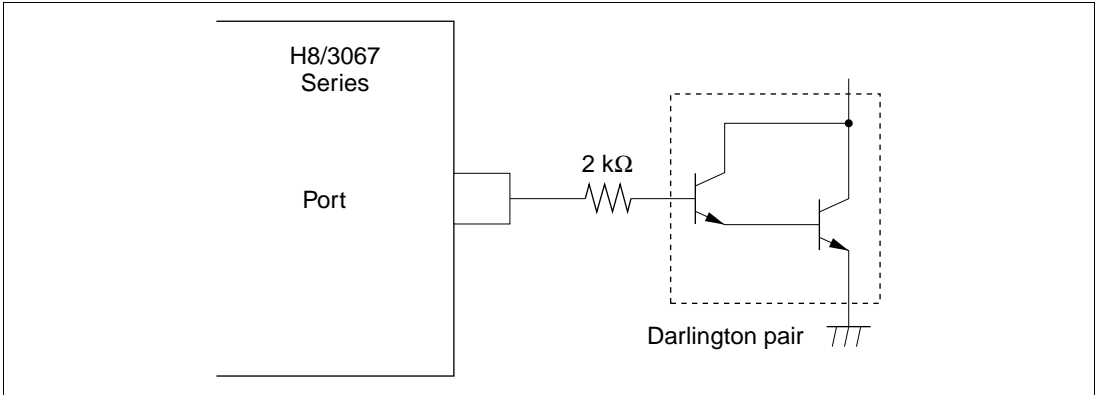 H8/3067
Series
Port
2 kΩ
Darlington pair